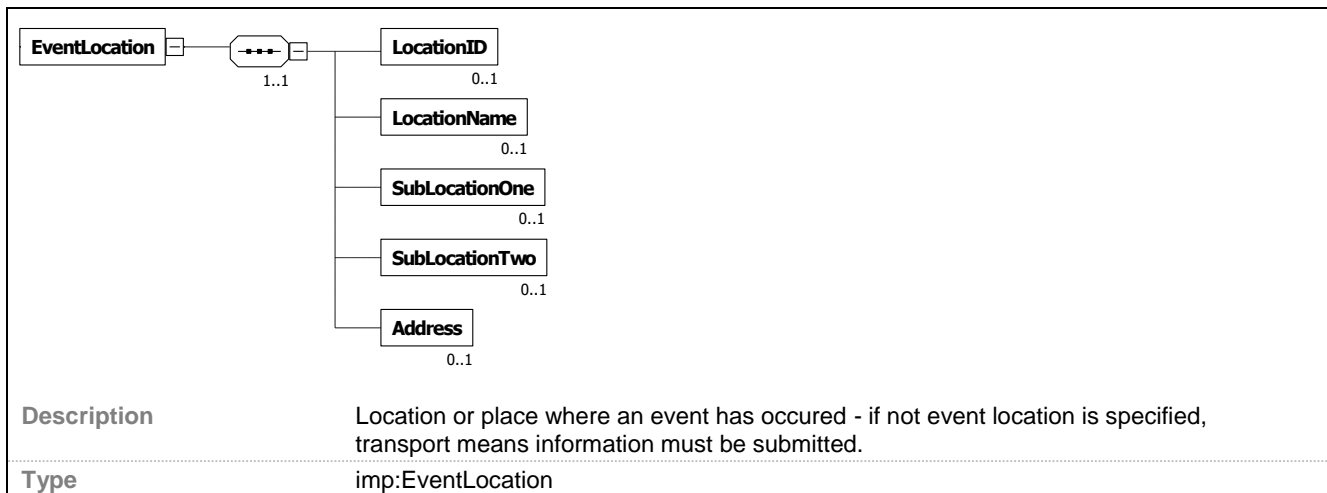 EventLocation
1..1
LocationID
0..1
LocationName
0..1
SubLocationOne
0..1
SubLocationTwo
0..1
Address
0..1
Description Location or place where an event has occured - if not event location is specified,
transport means information must be submitted.
Type imp:EventLocation